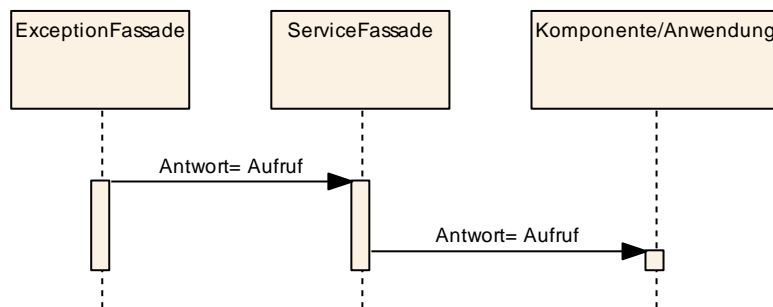 ExceptionFassade
ServiceFassade
Komponente/Anwendung
Antwort= Aufruf
Antwort= Aufruf